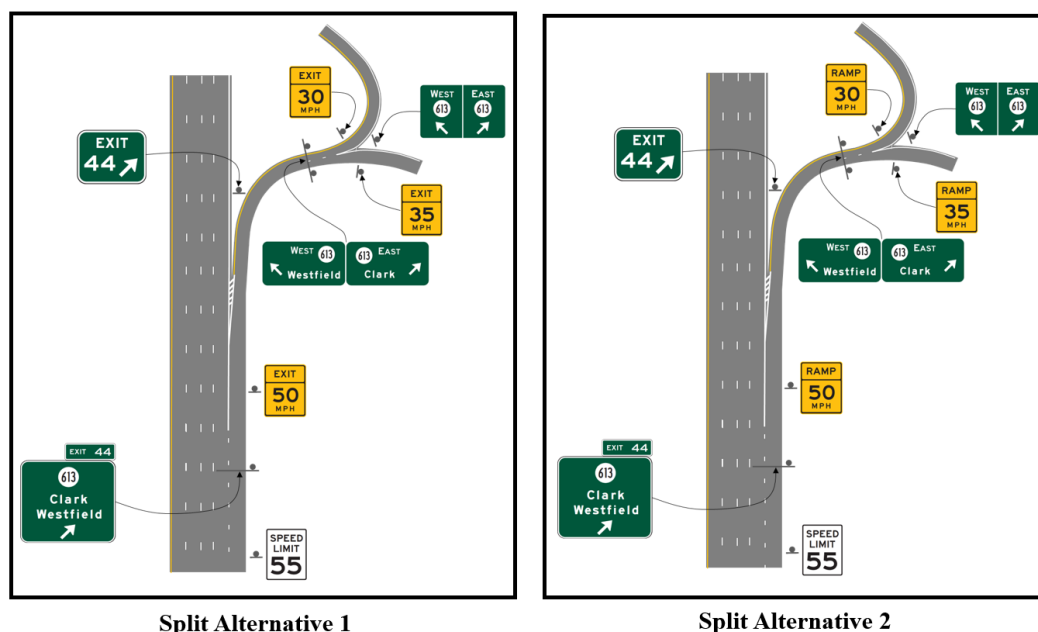 EXIT
30
MPH
WEST
613
EAST
613
EXIT
44
EXIT
35
MPH
WEST 613
Westfield
613 EAST
Clark
EXIT
50
MPH
EXIT 44
613
Clark
Westfield
SPEED
LIMIT
55
Split Alternative 1
RAMP
30
MPH
WEST
613
EAST
613
EXIT
44
RAMP
35
MPH
WEST 613
Westfield
613 EAST
Clark
RAMP
50
MPH
EXIT 44
613
Clark
Westfield
SPEED
LIMIT
55
Split Alternative 2